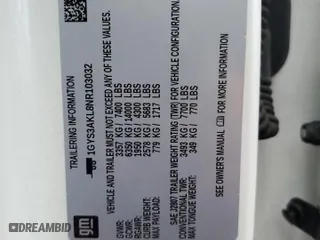 TRAILERING INFORMATION
1GYS3AKL8NR103032
VEHICLE AND TRAILER MUST NOT EXCEED ANY OF THESE VALUES.
GVWR: 3357 KG/ 7400 LBS
GCWR: 6350 KG/ 14000 LBS
RGAWR: 1950 KG/ 4300 LBS
CURB WEIGHT: 2578 KG/ 5683 LBS
MAX PAYLOAD: 779 KG/ 1717 LBS
SAE J2807 TRAILER WEIGHT RATING (TWR) FOR VEHICLE CONFIGURATION.
CONVENTIONAL TWR: 3493 KG/ 7700 LBS
MAX TONGUE WEIGHT: 349 KG/ 770 LBS
SEE OWNER'S MANUAL FOR MORE INFO
gm
© DREAMBID
DREAMBID.COM